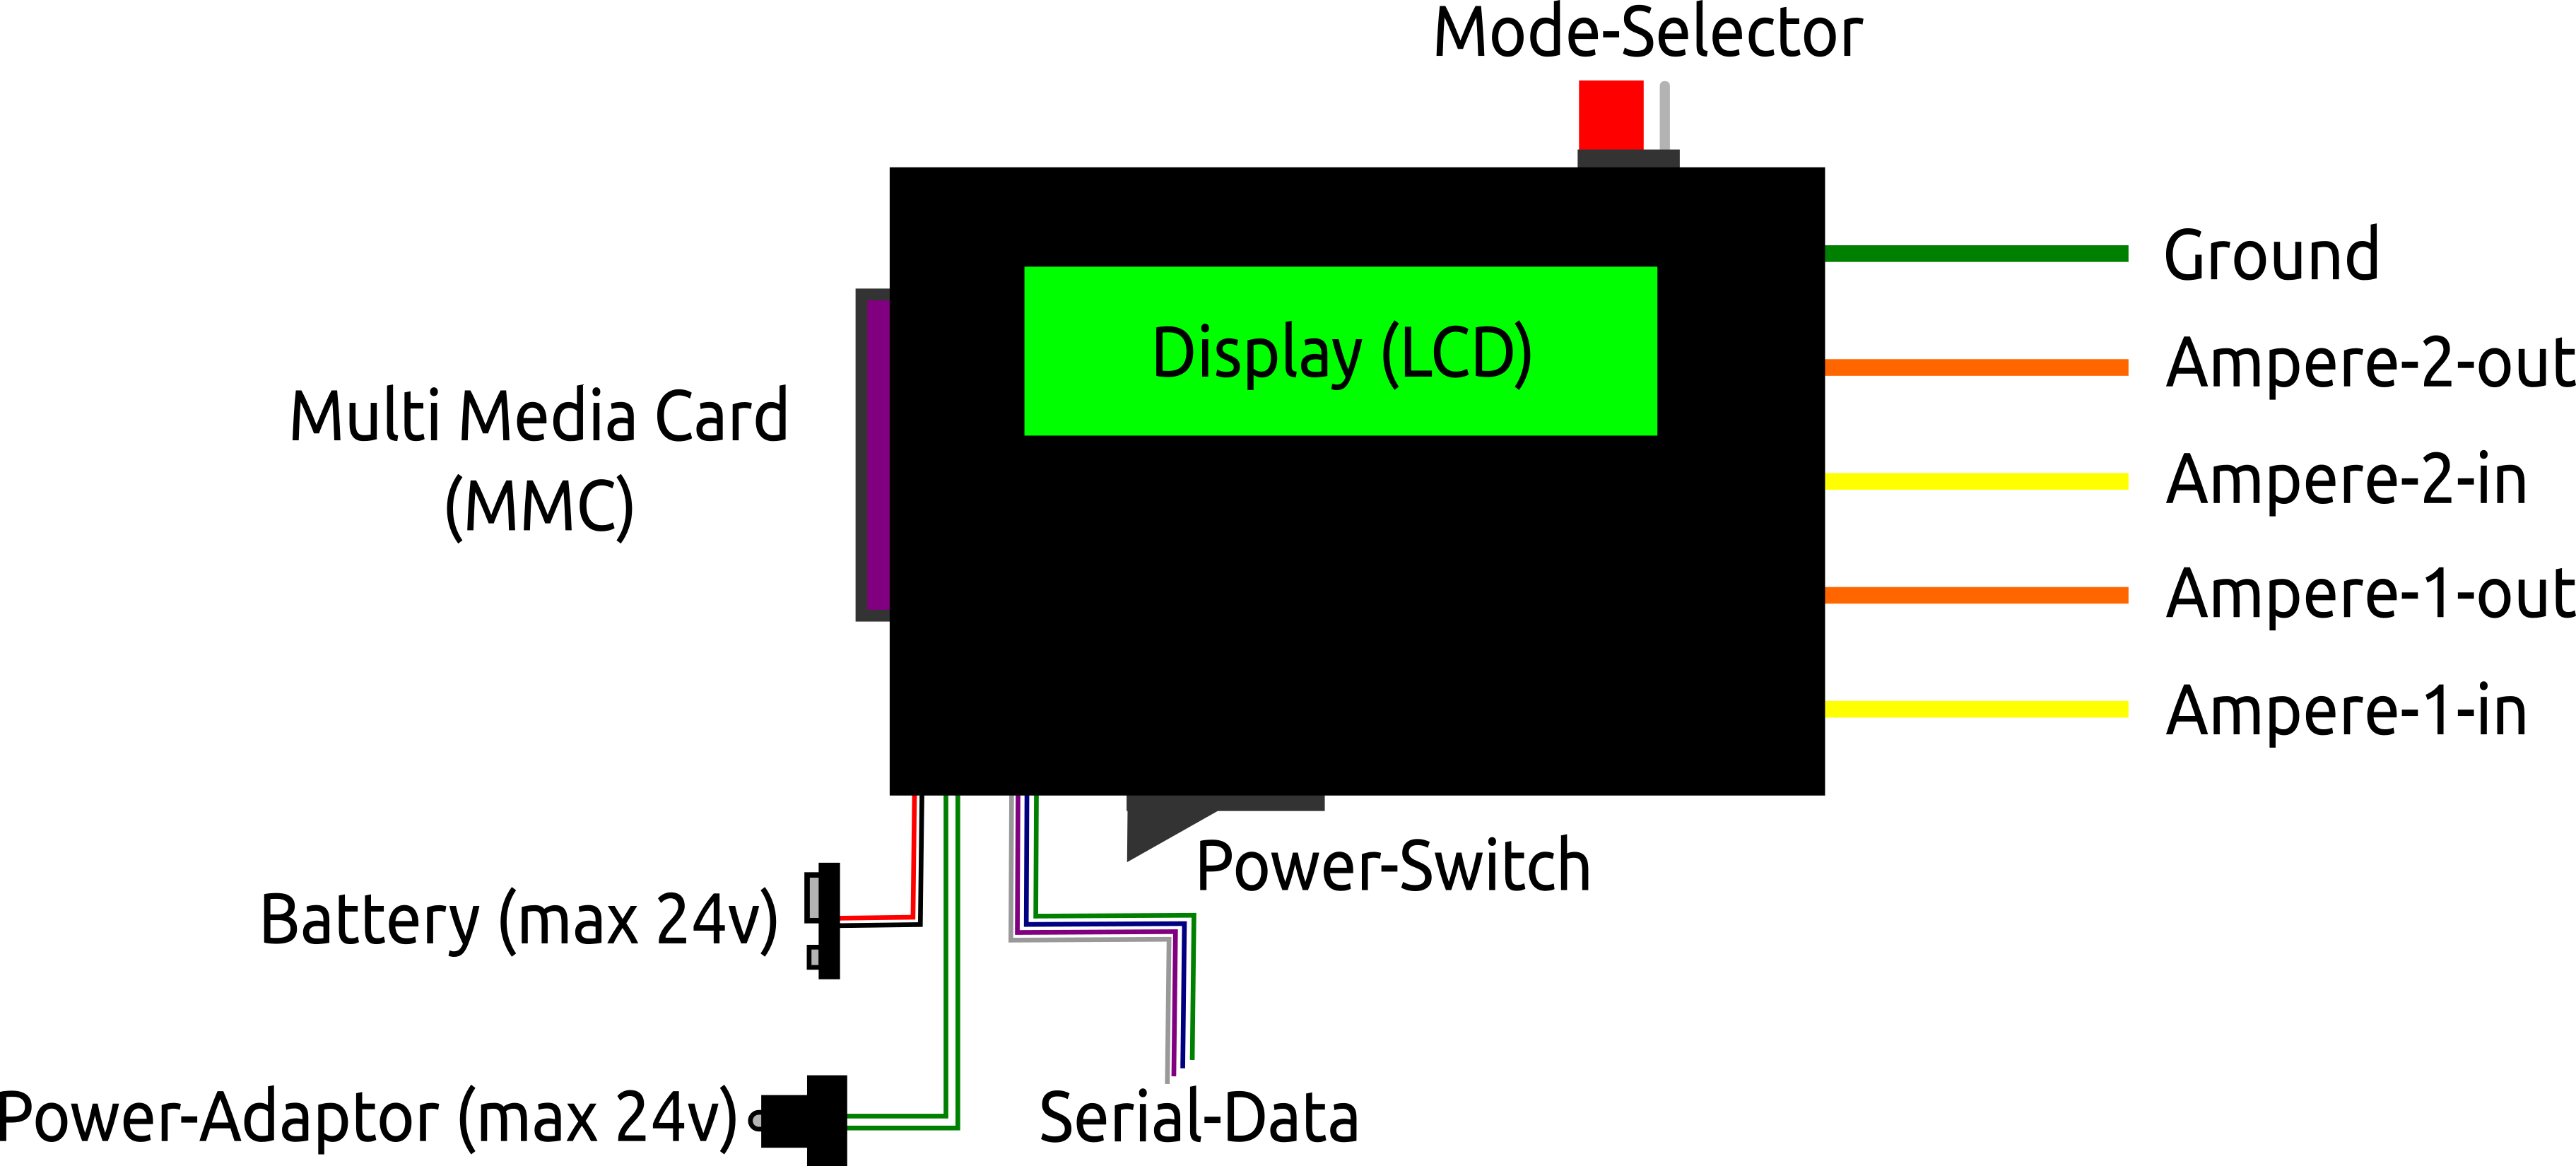 Mode-Selector
Ground
Display (LCD)
Ampere-2-out
Multi Media Card
(MMC)
Ampere-2-in
Ampere-1-out
Ampere-1-in
Power-Switch
Battery (max 24v)
Power-Adaptor (max 24v)
Serial-Data